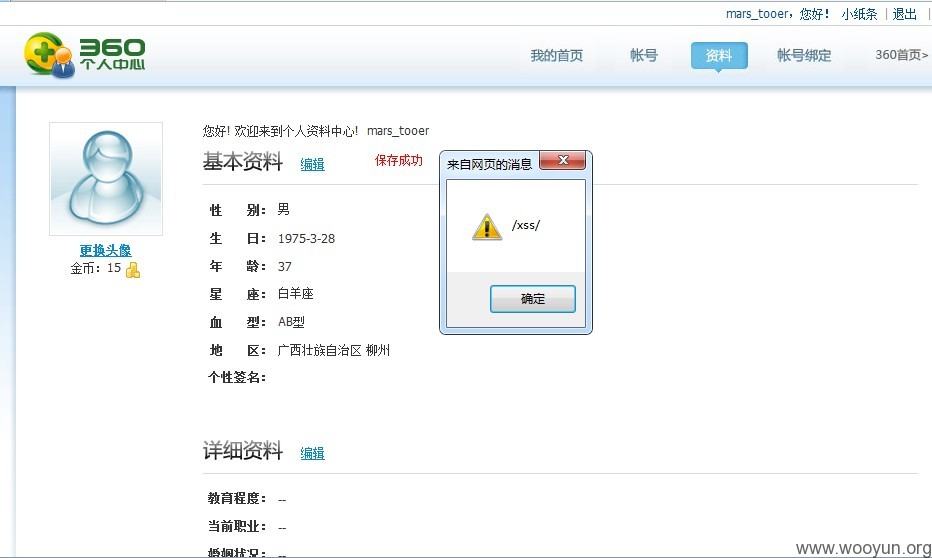 mars_tooer，您好！ 小纸条 | 退出 |
360
个人中心
我的首页 帐号 资料 帐号绑定 360首页>
您好！欢迎来到个人资料中心！ mars_tooer
基本资料 编辑 保存成功
来自网页的消息
/xss/
确定
更换头像
金币：15
性 别： 男
生 日： 1975-3-28
年 龄： 37
星 座： 白羊座
血 型： AB型
地 区： 广西壮族自治区 柳州
个性签名：
详细资料 编辑
教育程度： --
当前职业： --
婚姻状况： --
www.wooyun.org